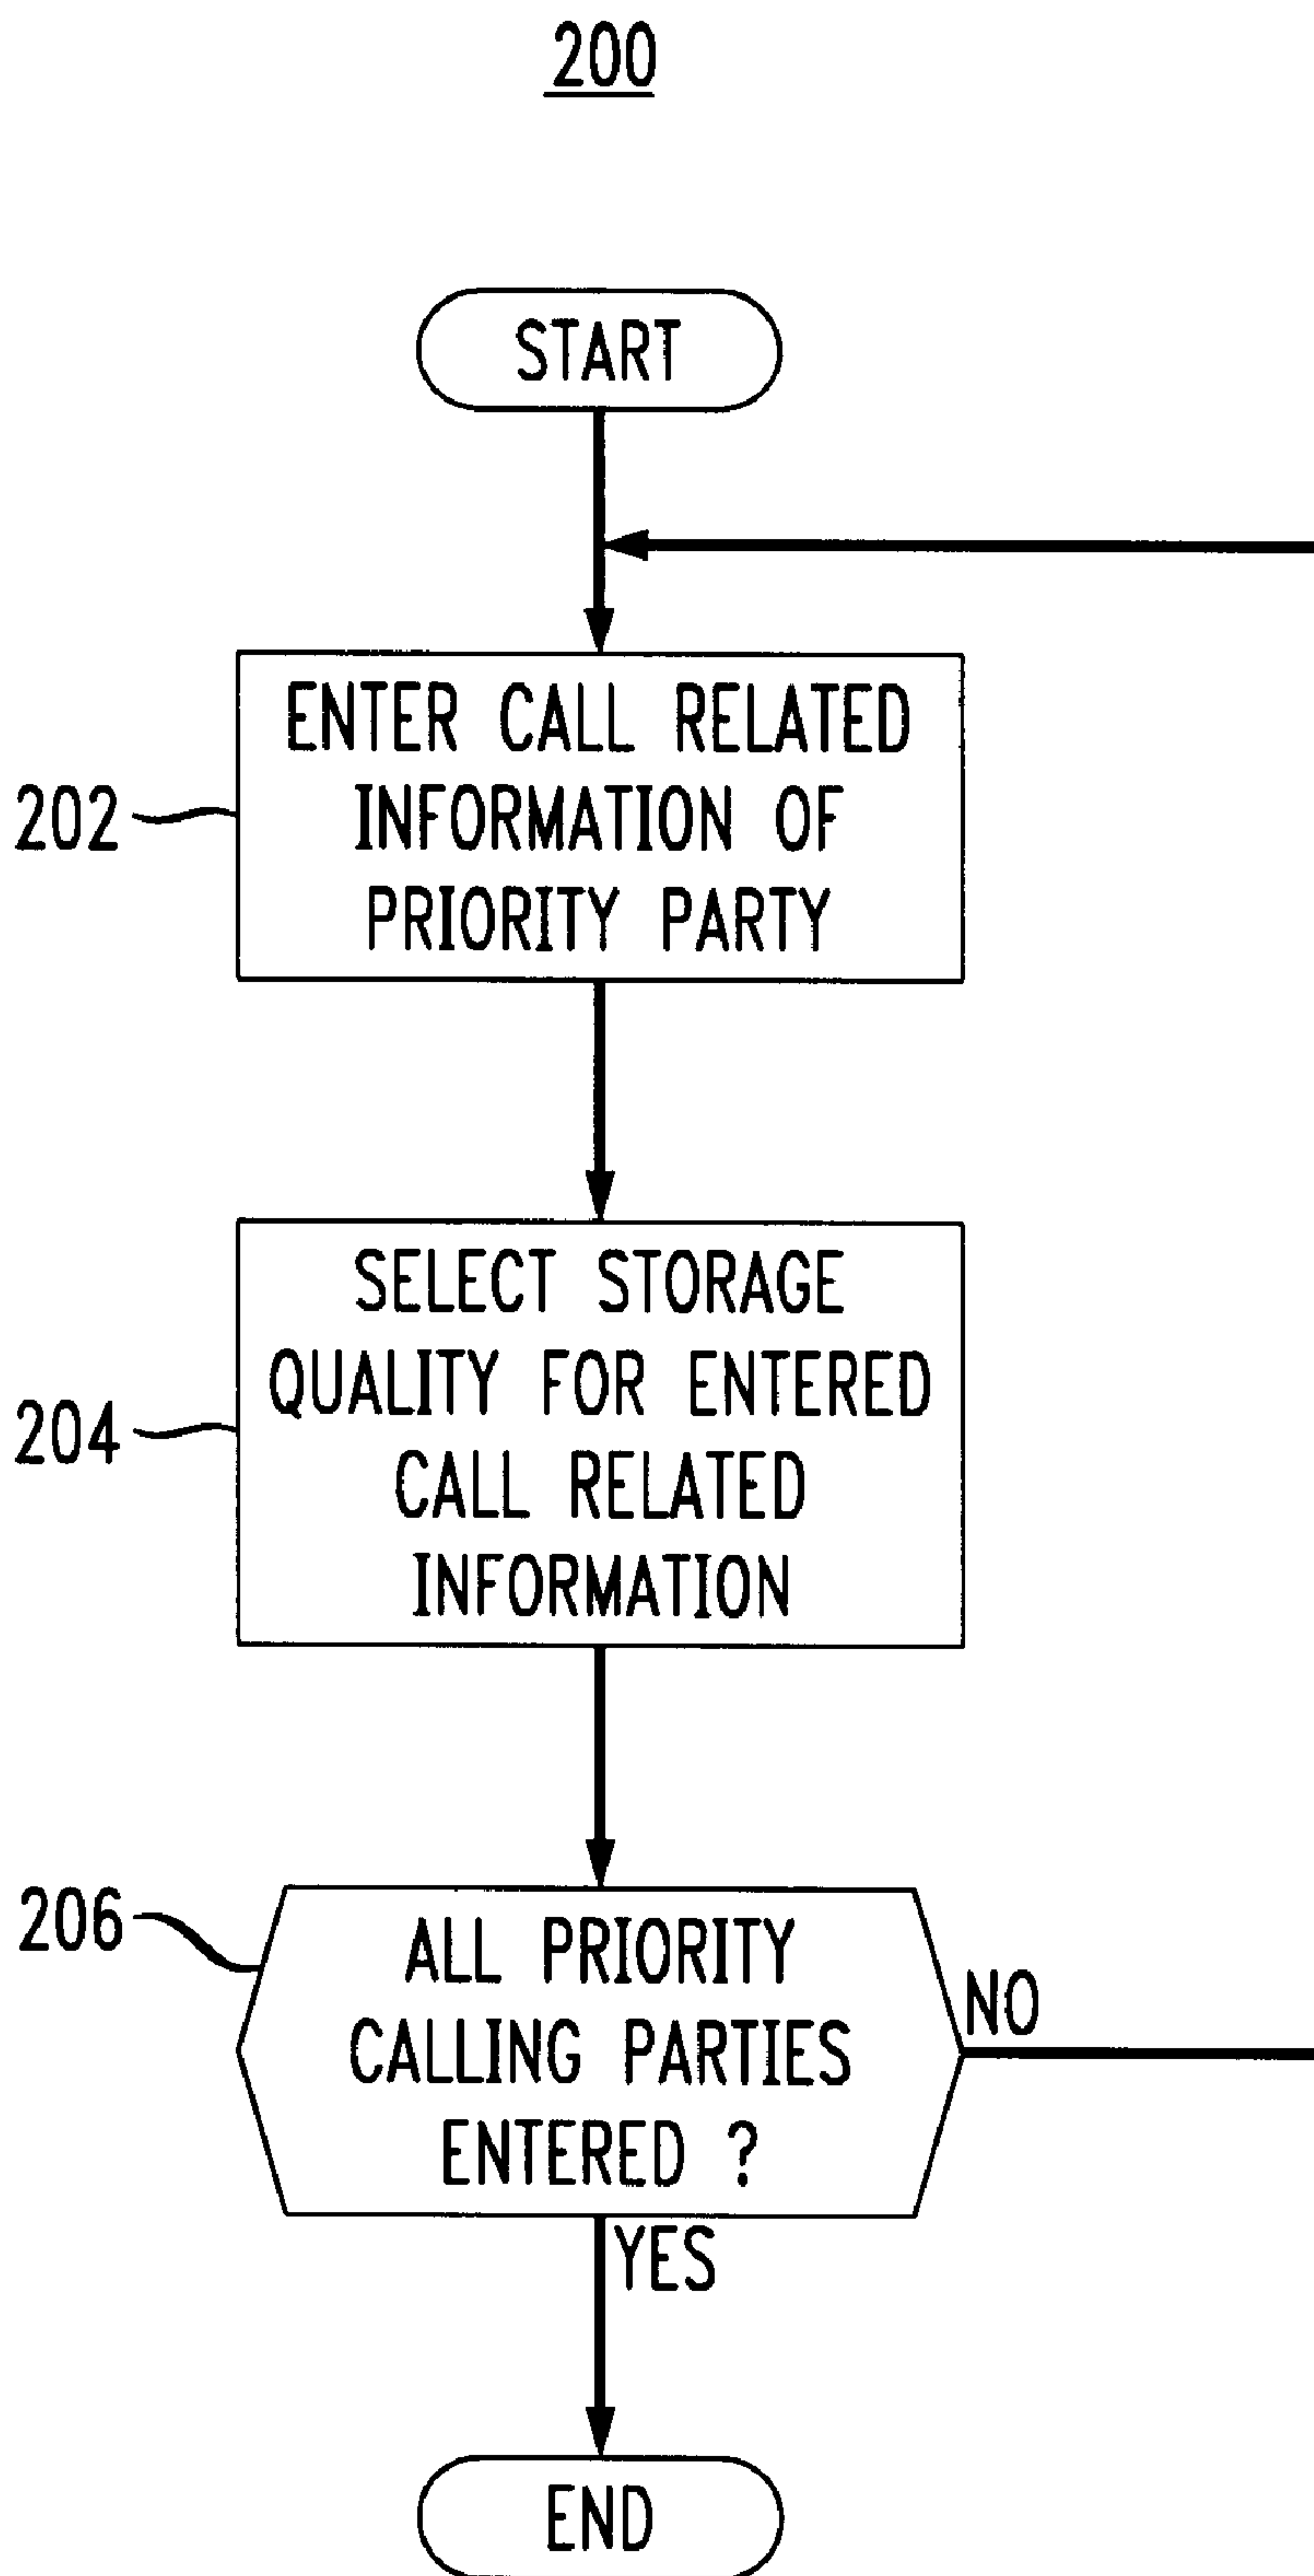 200
START
202
ENTER CALL RELATED
INFORMATION OF
PRIORITY PARTY
204
SELECT STORAGE
QUALITY FOR ENTERED
CALL RELATED
INFORMATION
206
ALL PRIORITY
CALLING PARTIES
ENTERED ?
NO
YES
END